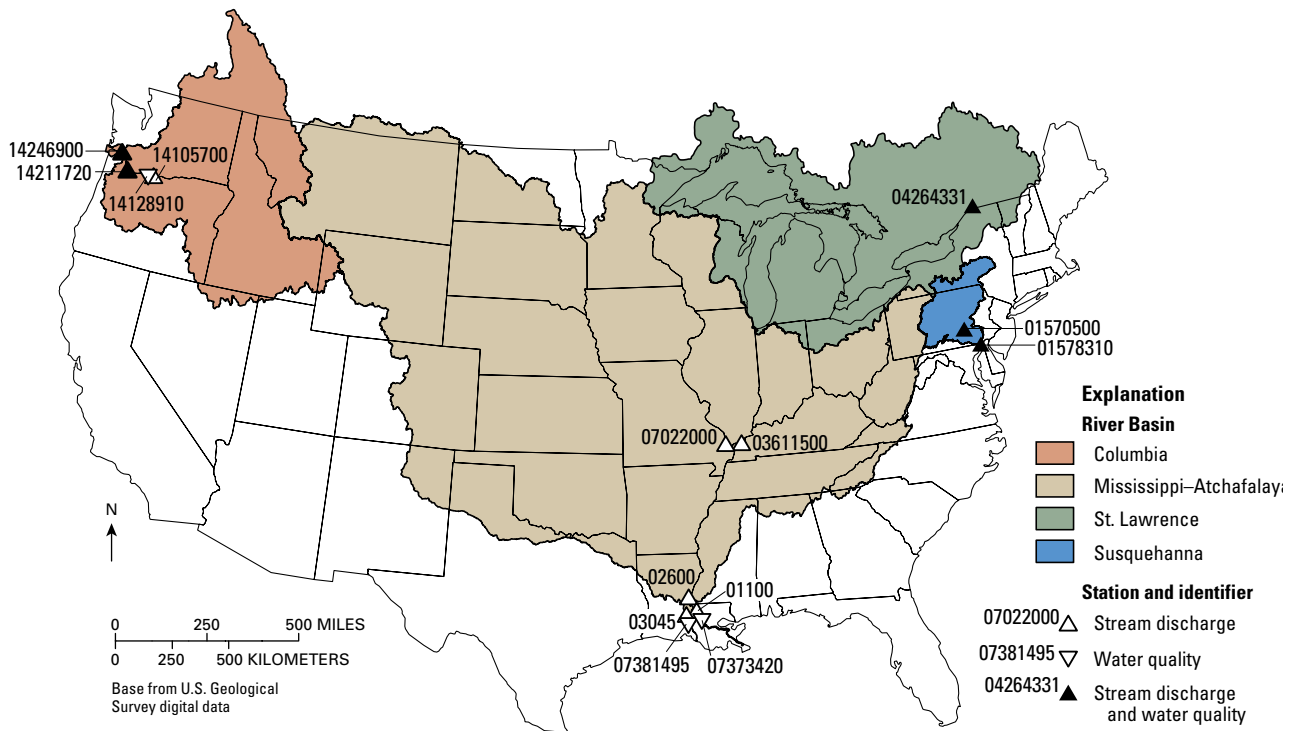 14246900
14105700
14211720
14128910
04264331
01570500
01578310
07022000
03611500
02600
01100
03045
07381495
07373420
N
0 250 500 MILES
0 250 500 KILOMETERS
Base from U.S. Geological
Survey digital data
Explanation
River Basin
Columbia
Mississippi–Atchafalaya
St. Lawrence
Susquehanna
Station and identifier
07022000 Stream discharge
07381495 Water quality
04264331 Stream discharge
and water quality